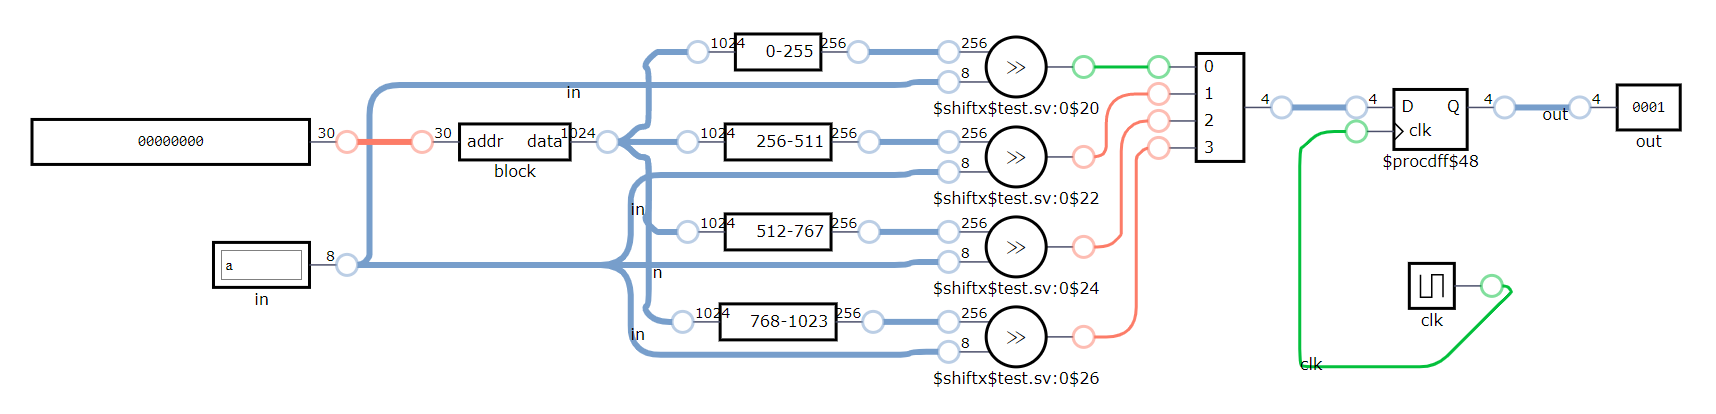 1024
0-255
256
256
8
>>
$shiftx$test.sv:0$20
in
0
1
2
3
4
4
D
Q
clk
4
$procdff$48
out
4
0001
out
00000000
30
30
addr
data
1024
block
1024
256-511
256
256
8
>>
$shiftx$test.sv:0$22
in
1024
512-767
256
256
8
>>
$shiftx$test.sv:0$24
a
8
in
n
1024
768-1023
256
256
8
>>
$shiftx$test.sv:0$26
in
clk
clk